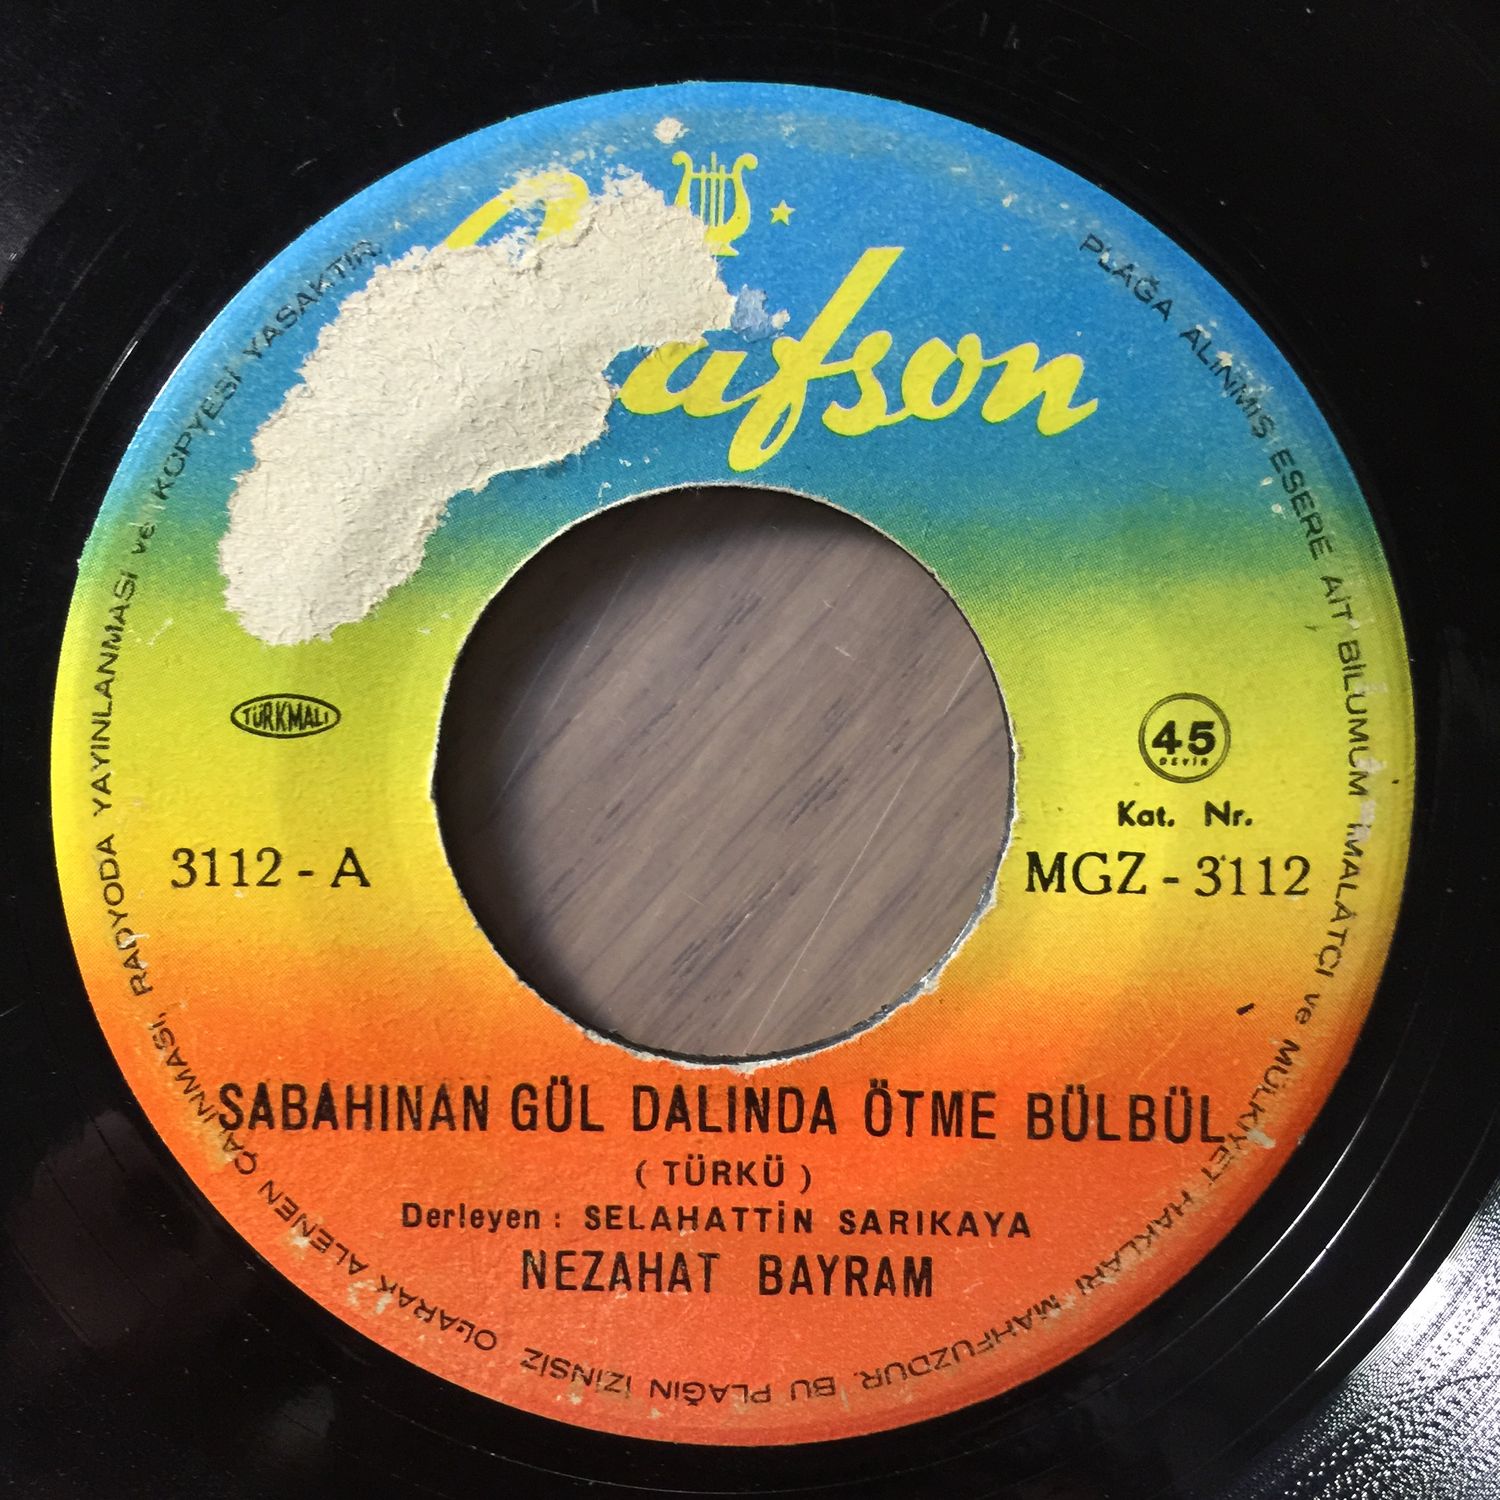 afson
PLAĞA ALINMIŞ ESERE AİT BİLUMUM İMALÂTÇI ve MÜLKİYET HAKLARI MAHFUZDUR. BU PLAĞIN İZİNSİZ OLARAK ALENEN ÇALINMASI, RADYODA YAYINLANMASI ve KOPYESİ YASAKTIR.
TÜRKMALI
45
DEVİR
Kat. Nr.
3112 - A
MGZ - 3112
SABAHINAN GÜL DALINDA ÖTME BÜLBÜL
( TÜRKÜ )
Derleyen : SELAHATTİN SARIKAYA
NEZAHAT BAYRAM